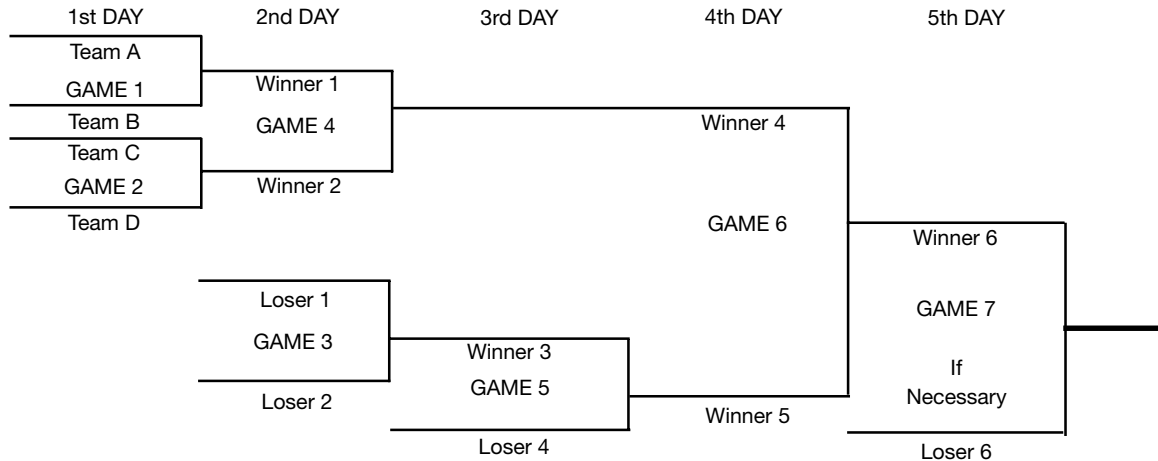 1st DAY
2nd DAY
3rd DAY
4th DAY
5th DAY
Team A
GAME 1
Team B
Team C
GAME 2
Team D
Winner 1
GAME 4
Winner 2
Loser 1
GAME 3
Loser 2
Winner 3
GAME 5
Loser 4
Winner 4
GAME 6
Winner 5
Winner 6
GAME 7
If
Necessary
Loser 6